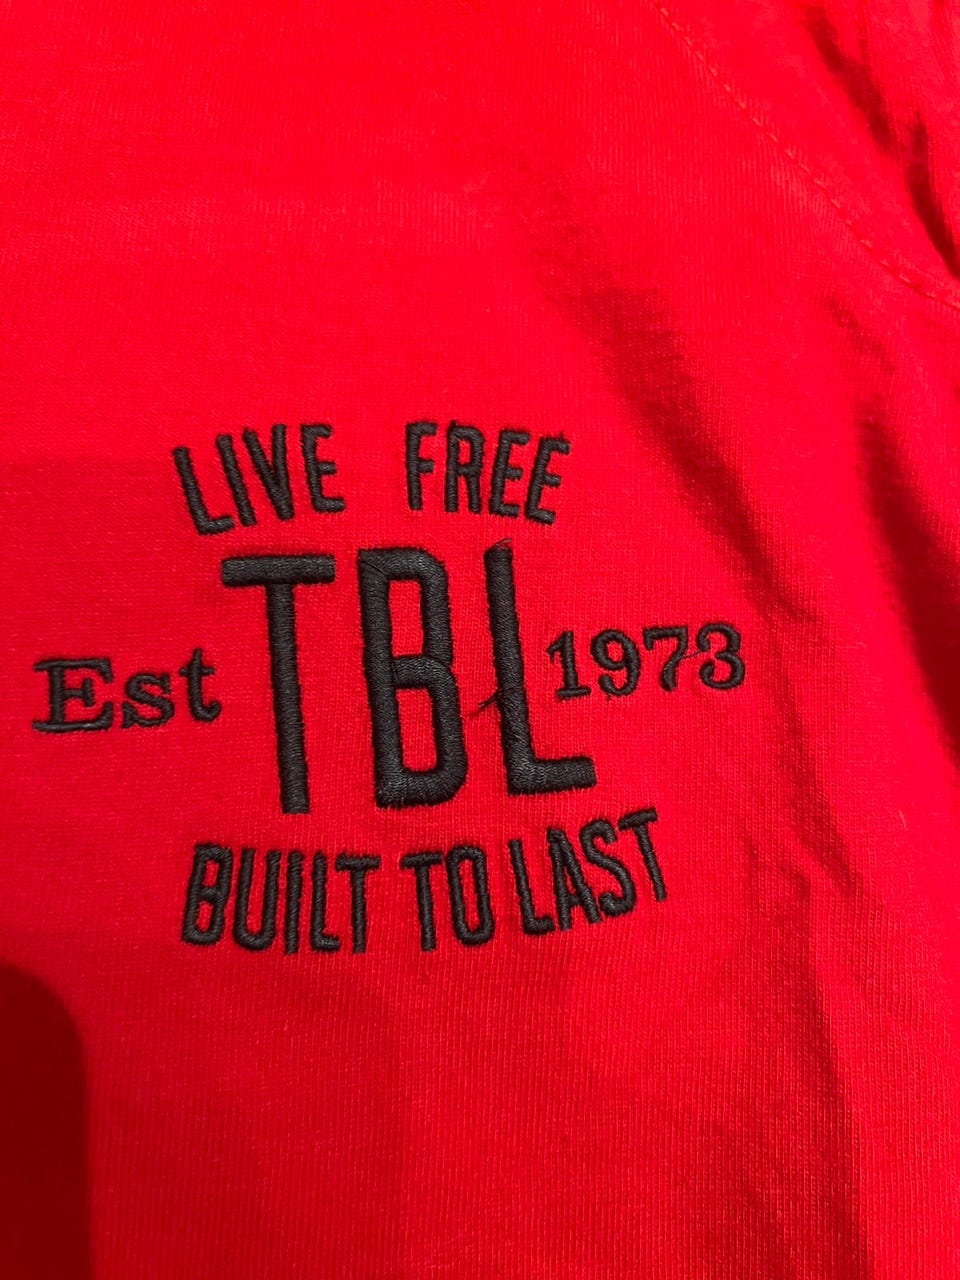 LIVE FREE
Est TBL 1973
BUILT TO LAST